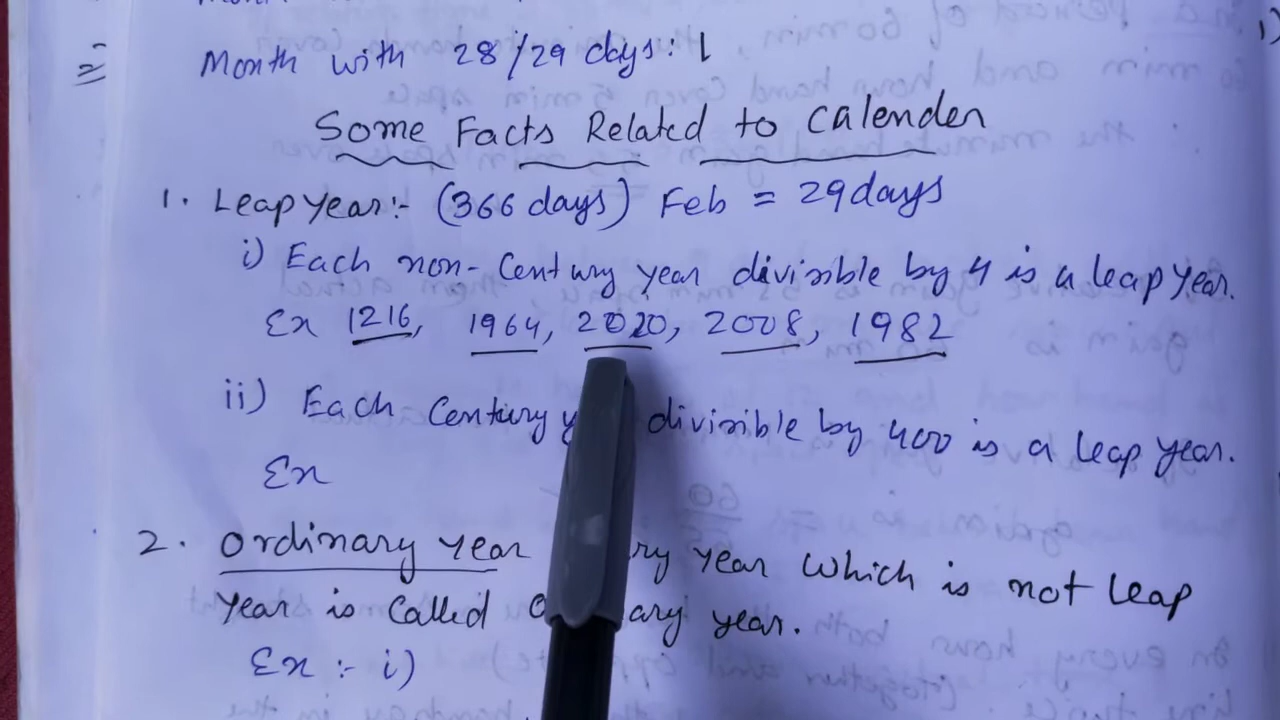 Month with 28/29 days: 1
Some Facts Related to Calender
1. Leap year:- (366 days) Feb = 29 days
i) Each non-Century year divisible by 4 is a leap year.
Ex 1216, 1964, 2020, 2008, 1982
ii) Each Century y divisible by 400 is a leap year.
Ex
2. Ordinary year ry year which is not leap
year is called O ary year.
Ex :- i)
1)